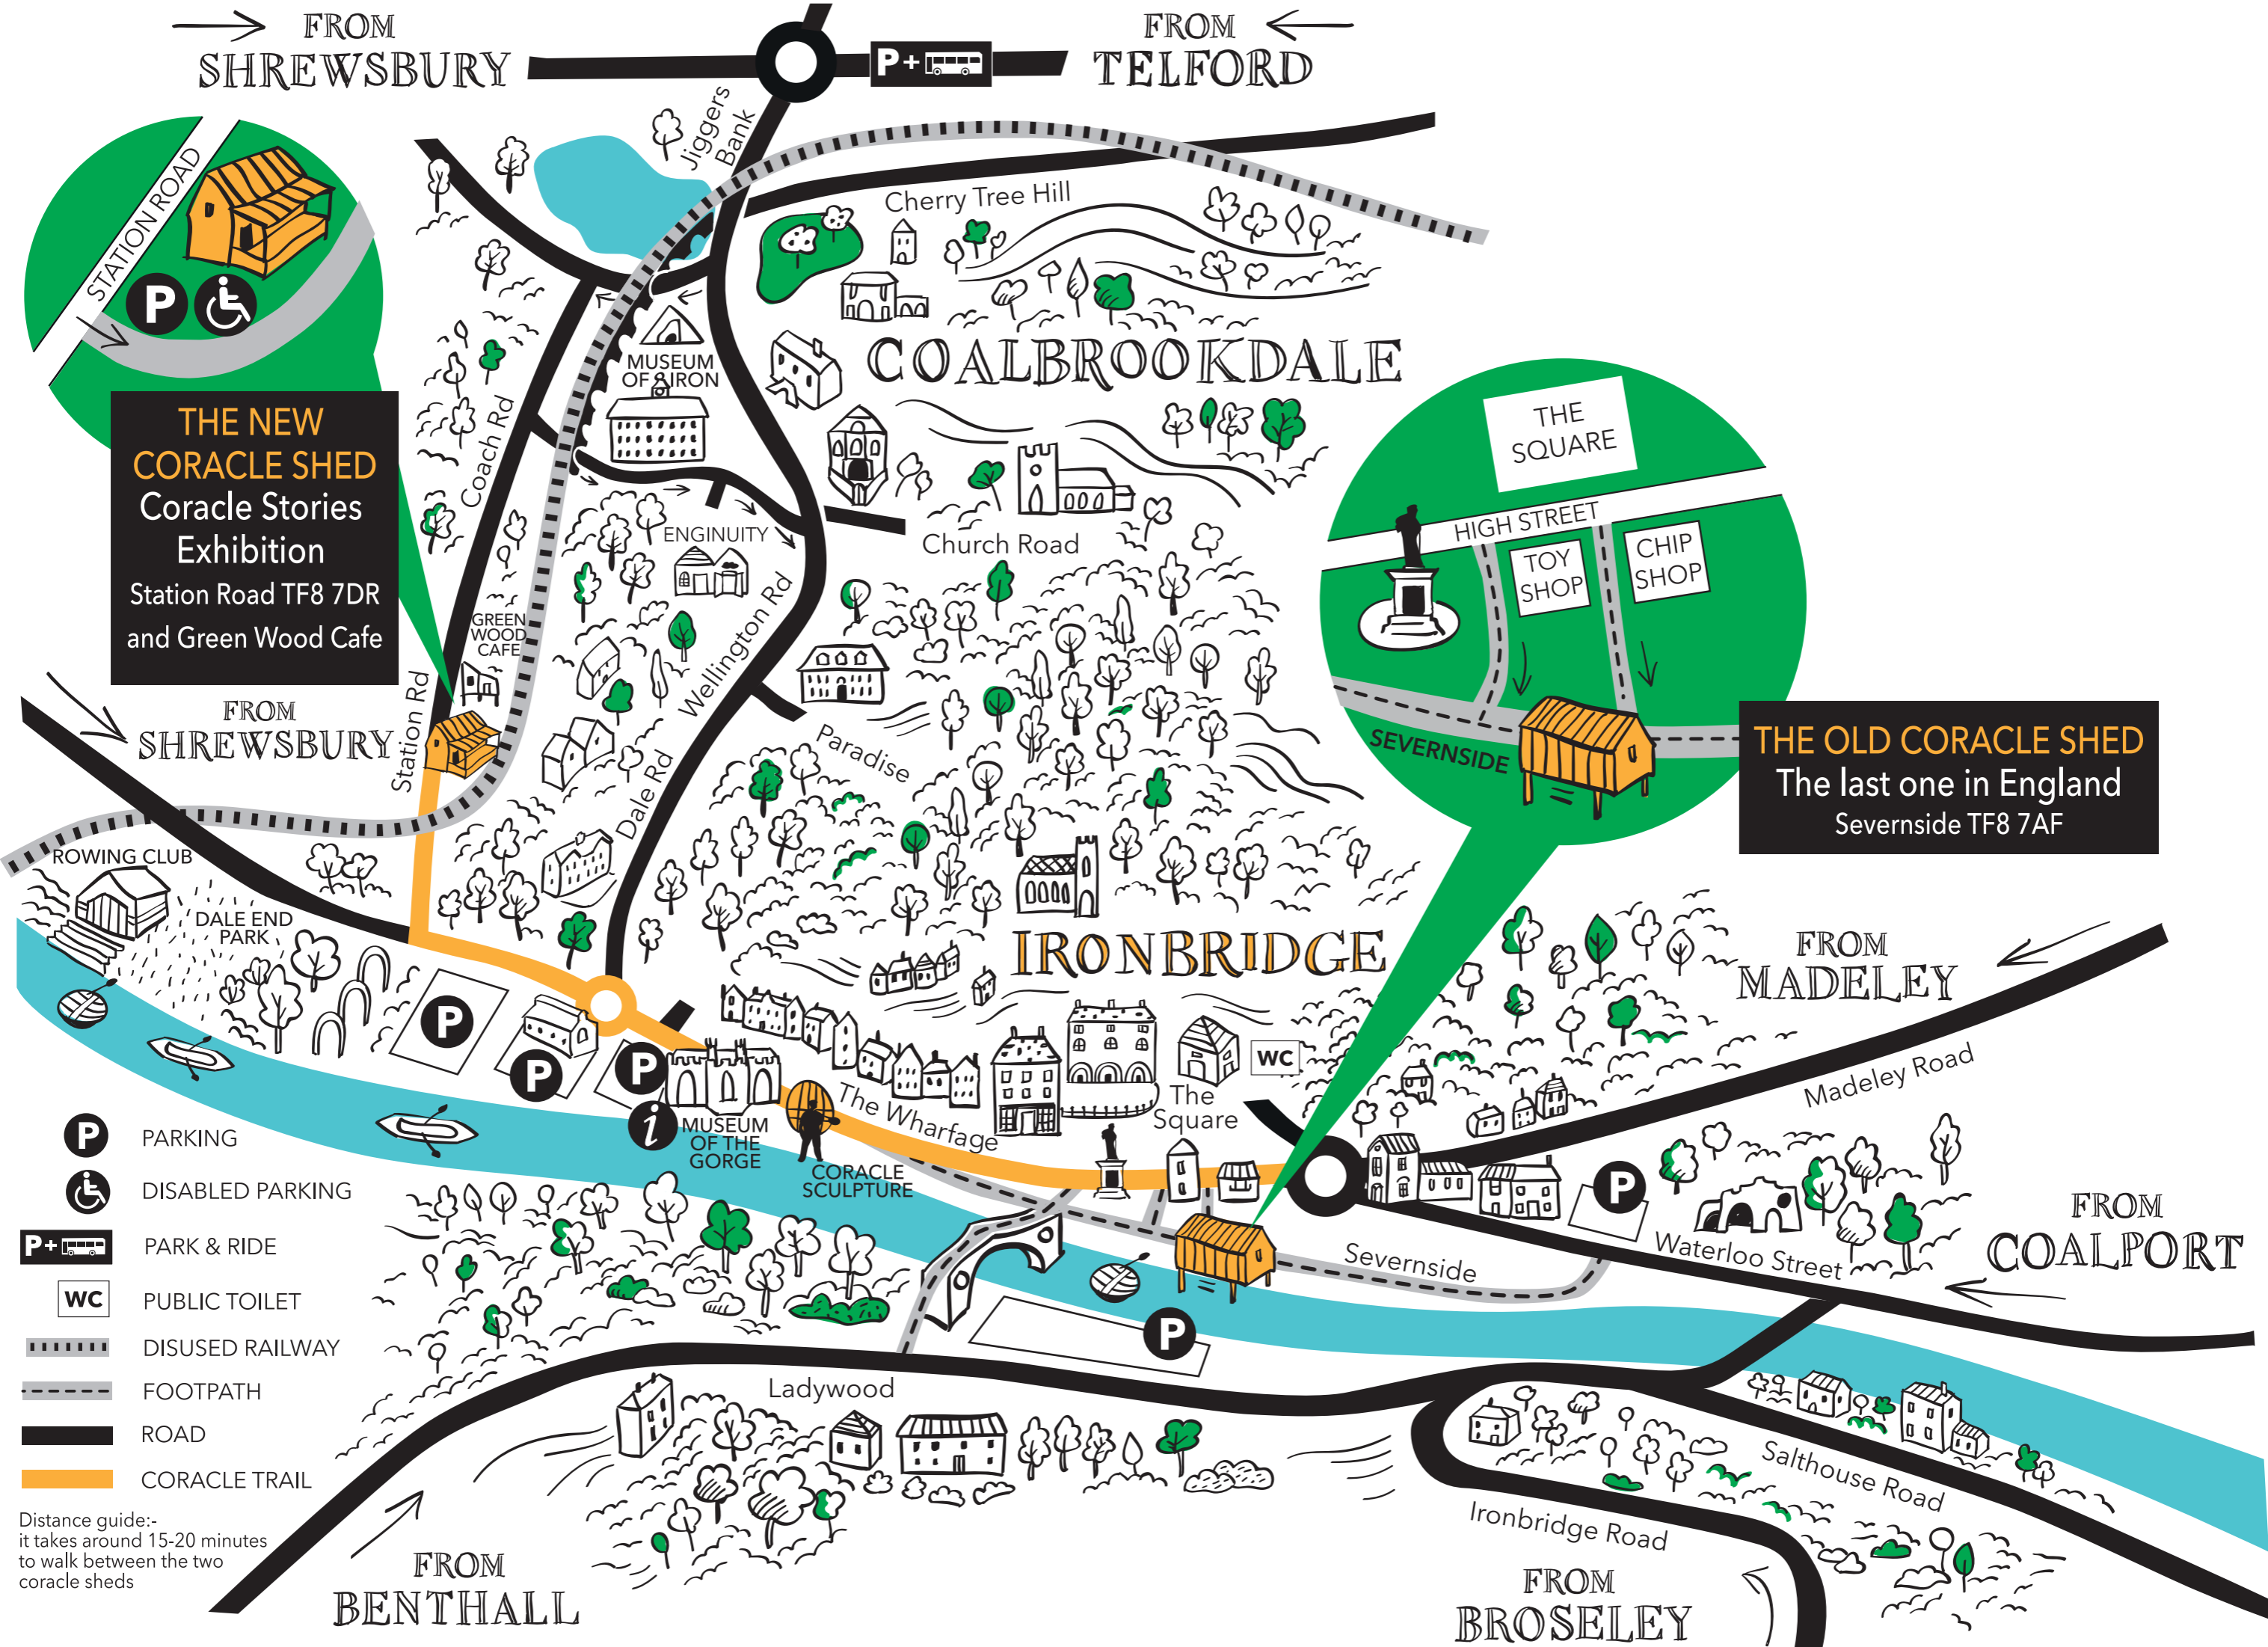 FROM
SHREWSBURY
P+
FROM
TELFORD
Jiggers
Bank
Cherry Tree Hill
STATION ROAD
P
THE NEW
CORACLE SHED
Coracle Stories
Exhibition
Station Road TF8 7DR
and Green Wood Cafe
MUSEUM
OF IRON
COALBROOKDALE
Coach Rd
ENGINUITY
Church Road
THE
SQUARE
HIGH STREET
TOY
SHOP
CHIP
SHOP
SEVERNSIDE
THE OLD CORACLE SHED
The last one in England
Severnside TF8 7AF
GREEN
WOOD
CAFE
Wellington Rd
Station Rd
FROM
SHREWSBURY
Paradise
Dale Rd
ROWING CLUB
DALE END
PARK
IRONBRIDGE
FROM
MADELEY
P
P
P
i
MUSEUM
OF THE
GORGE
CORACLE
SCULPTURE
The Wharfage
The
Square
WC
Madeley Road
P
Waterloo Street
FROM
COALPORT
Severnside
P
Ladywood
Salthouse Road
Ironbridge Road
FROM
BROSELEY
FROM
BENTHALL
P PARKING
DISABLED PARKING
P+ PARK & RIDE
WC PUBLIC TOILET
DISUSED RAILWAY
FOOTPATH
ROAD
CORACLE TRAIL
Distance guide:-
it takes around 15-20 minutes
to walk between the two
coracle sheds